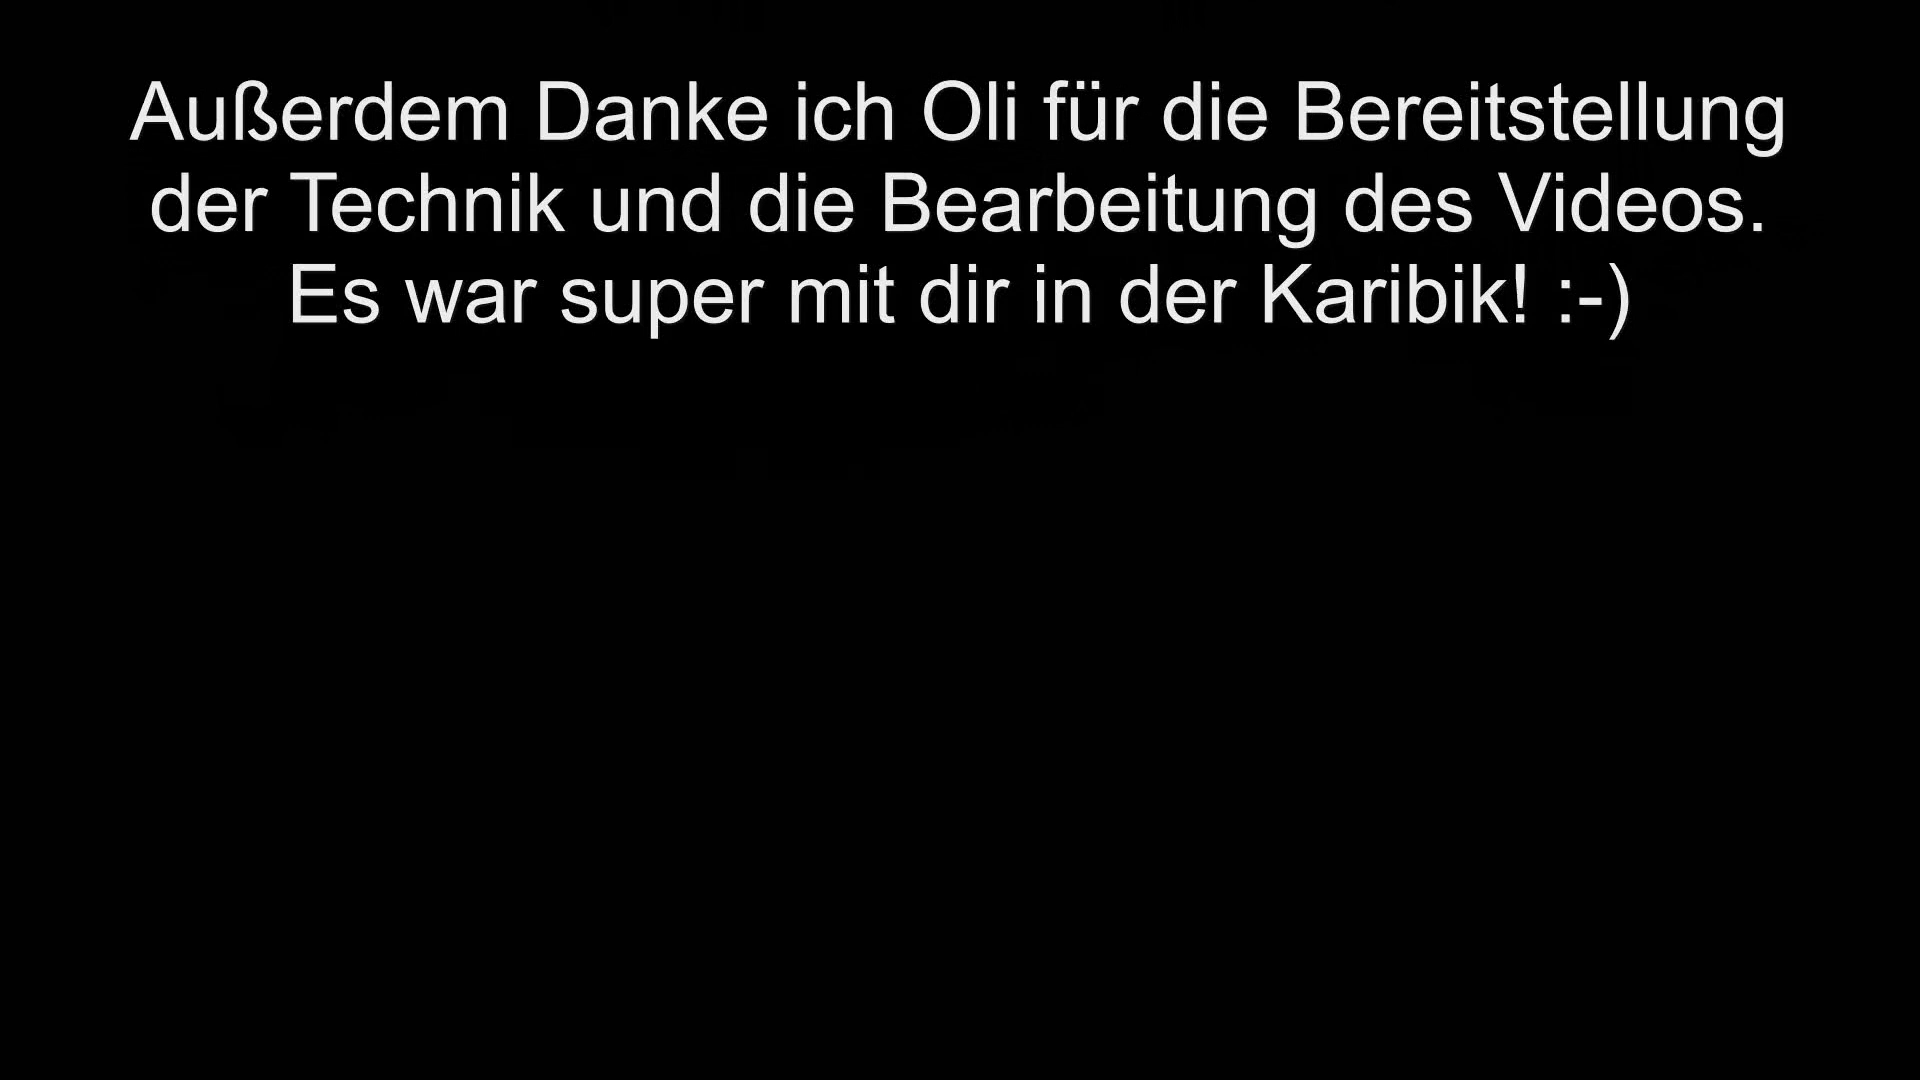 Außerdem Danke ich Oli für die Bereitstellung
der Technik und die Bearbeitung des Videos.
Es war super mit dir in der Karibik! :-)